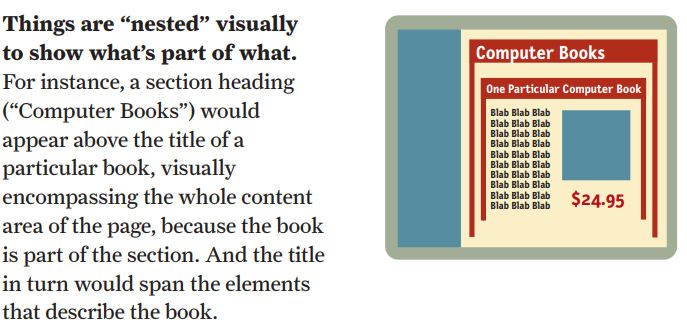 Things are “nested” visually
to show what’s part of what.
For instance, a section heading
(“Computer Books”) would
appear above the title of a
particular book, visually
encompassing the whole content
area of the page, because the book
is part of the section. And the title
in turn would span the elements
that describe the book.
Computer Books
One Particular Computer Book
Blab Blab Blab
Blab Blab Blab
Blab Blab Blab
Blab Blab Blab
Blab Blab Blab
Blab Blab Blab
Blab Blab Blab
Blab Blab Blab
Blab Blab Blab
Blab Blab Blab
$24.95